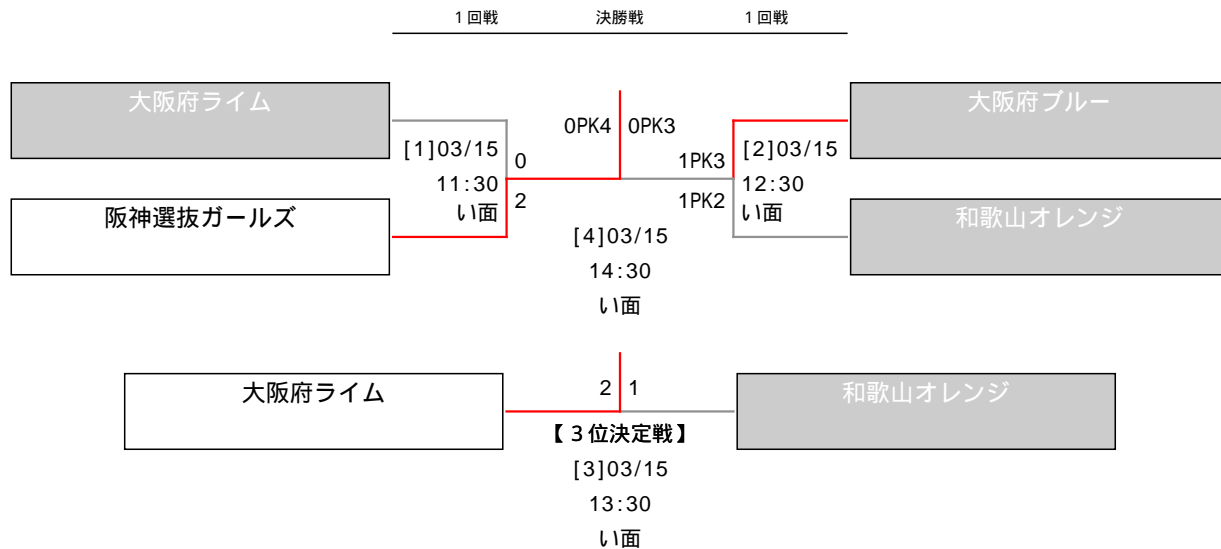 1回戦 決勝戦 1回戦
大阪府ライム
大阪府ブルー
0PK4 0PK3
[1]03/15
11:30
い面
0
2
1PK3
1PK2
[2]03/15
12:30
い面
阪神選抜ガールズ
和歌山オレンジ
[4]03/15
14:30
い面
大阪府ライム
2 1
和歌山オレンジ
【3位決定戦】
[3]03/15
13:30
い面